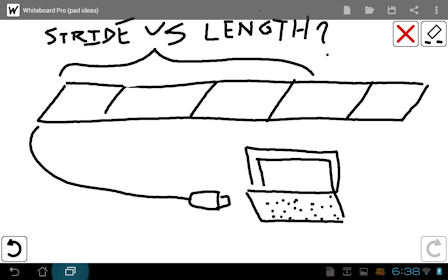 Whiteboard Pro (pad ideas)
STRIDE VS LENGTH?
6:38